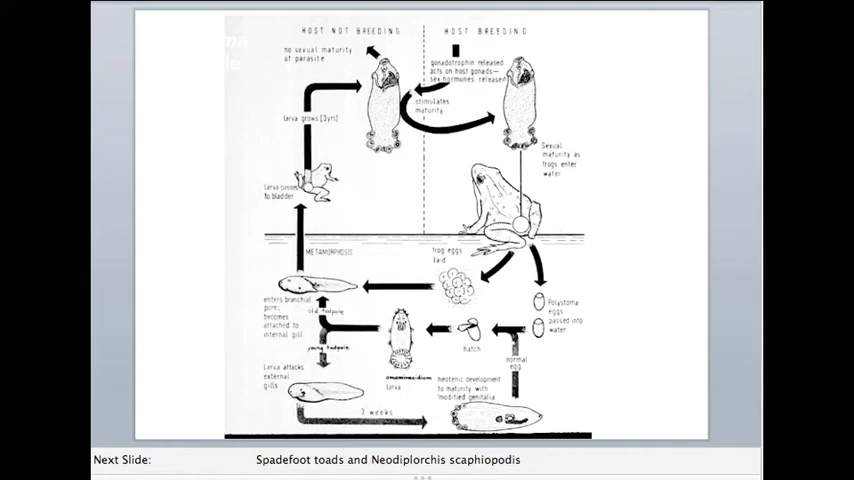 HOST NOT BREEDING
HOST BREEDING
no sexual maturity
of parasite
gonadotrophin released
acts on host gonads—
sex hormones released
stimulates
maturity
larva grows [3yrs]
Sexual
maturity as
frogs enter
water
larva passes
to bladder
METAMORPHOSIS
frog eggs
laid
enters branchial
pore;
becomes
attached to
internal gill
old tadpole
Polystoma
eggs
passed into
water
young tadpole
hatch
normal
egg
Larva attacks
external
gills
larva
neotenic development
to maturity with
modified genitalia
3 weeks
Next Slide:
Spadefoot toads and Neodiplorchis scaphiopodis